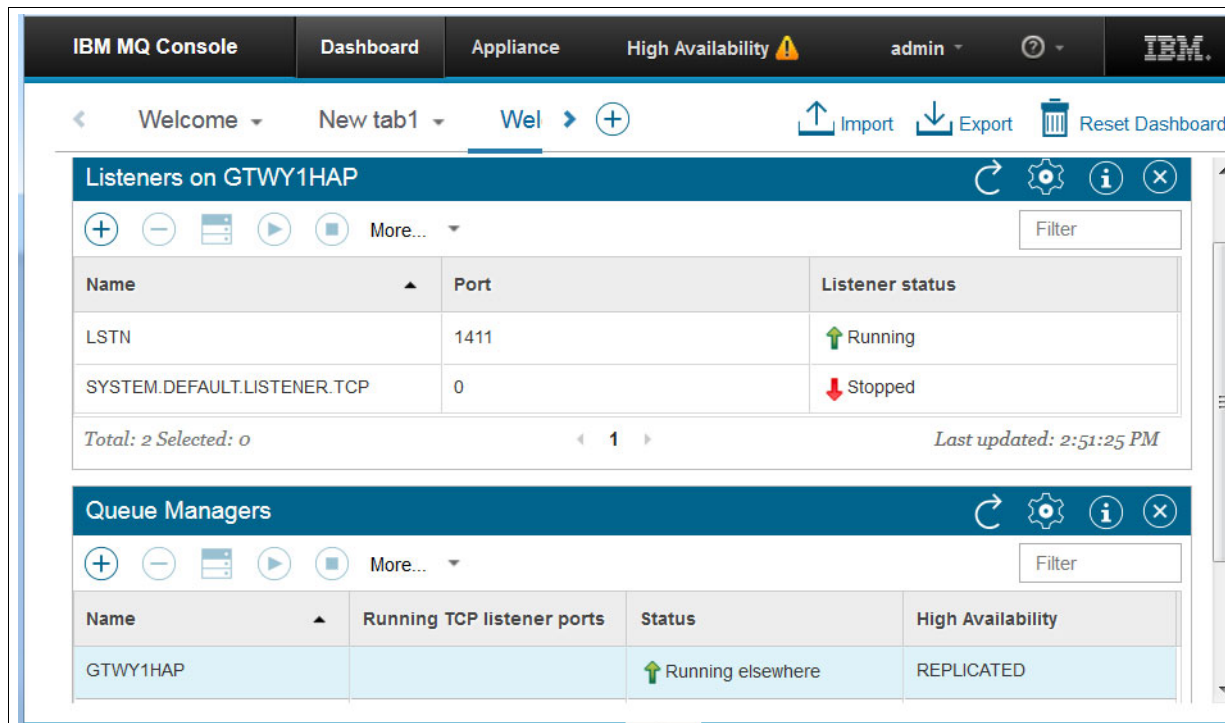 IBM MQ Console Dashboard Appliance High Availability admin IBM.
Welcome New tab1 Wel Import Export Reset Dashboard
Listeners on GTWY1HAP
More... Filter
Name Port Listener status
LSTN 1411 Running
SYSTEM.DEFAULT.LISTENER.TCP 0 Stopped
Total: 2 Selected: 0 1 Last updated: 2:51:25 PM
Queue Managers
More... Filter
Name Running TCP listener ports Status High Availability
GTWY1HAP Running elsewhere REPLICATED